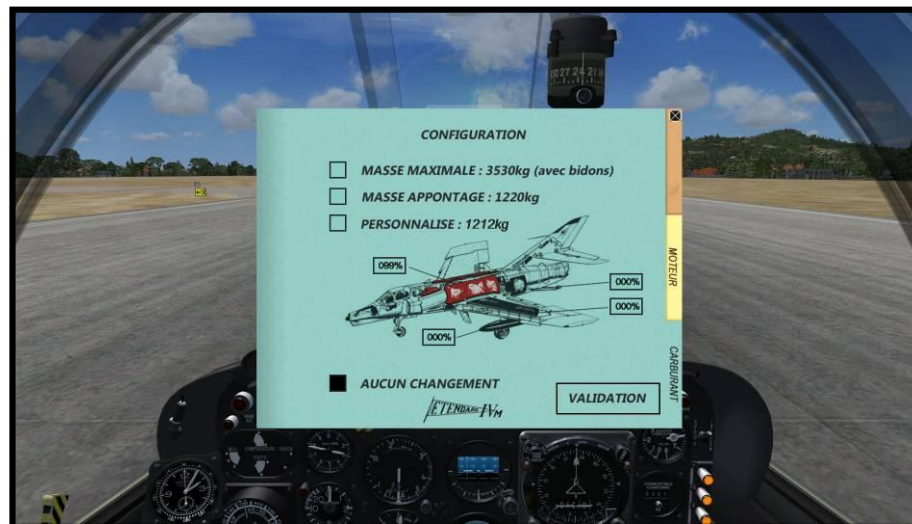 CONFIGURATION
MASSE MAXIMALE : 3530kg (avec bidons)
MASSE APPONTAGE : 1220kg
PERSONNALISE : 1212kg
099%
000%
000%
000%
AUCUN CHANGEMENT
ETENDARD IVM
VALIDATION
MOTEUR
CARBURANT